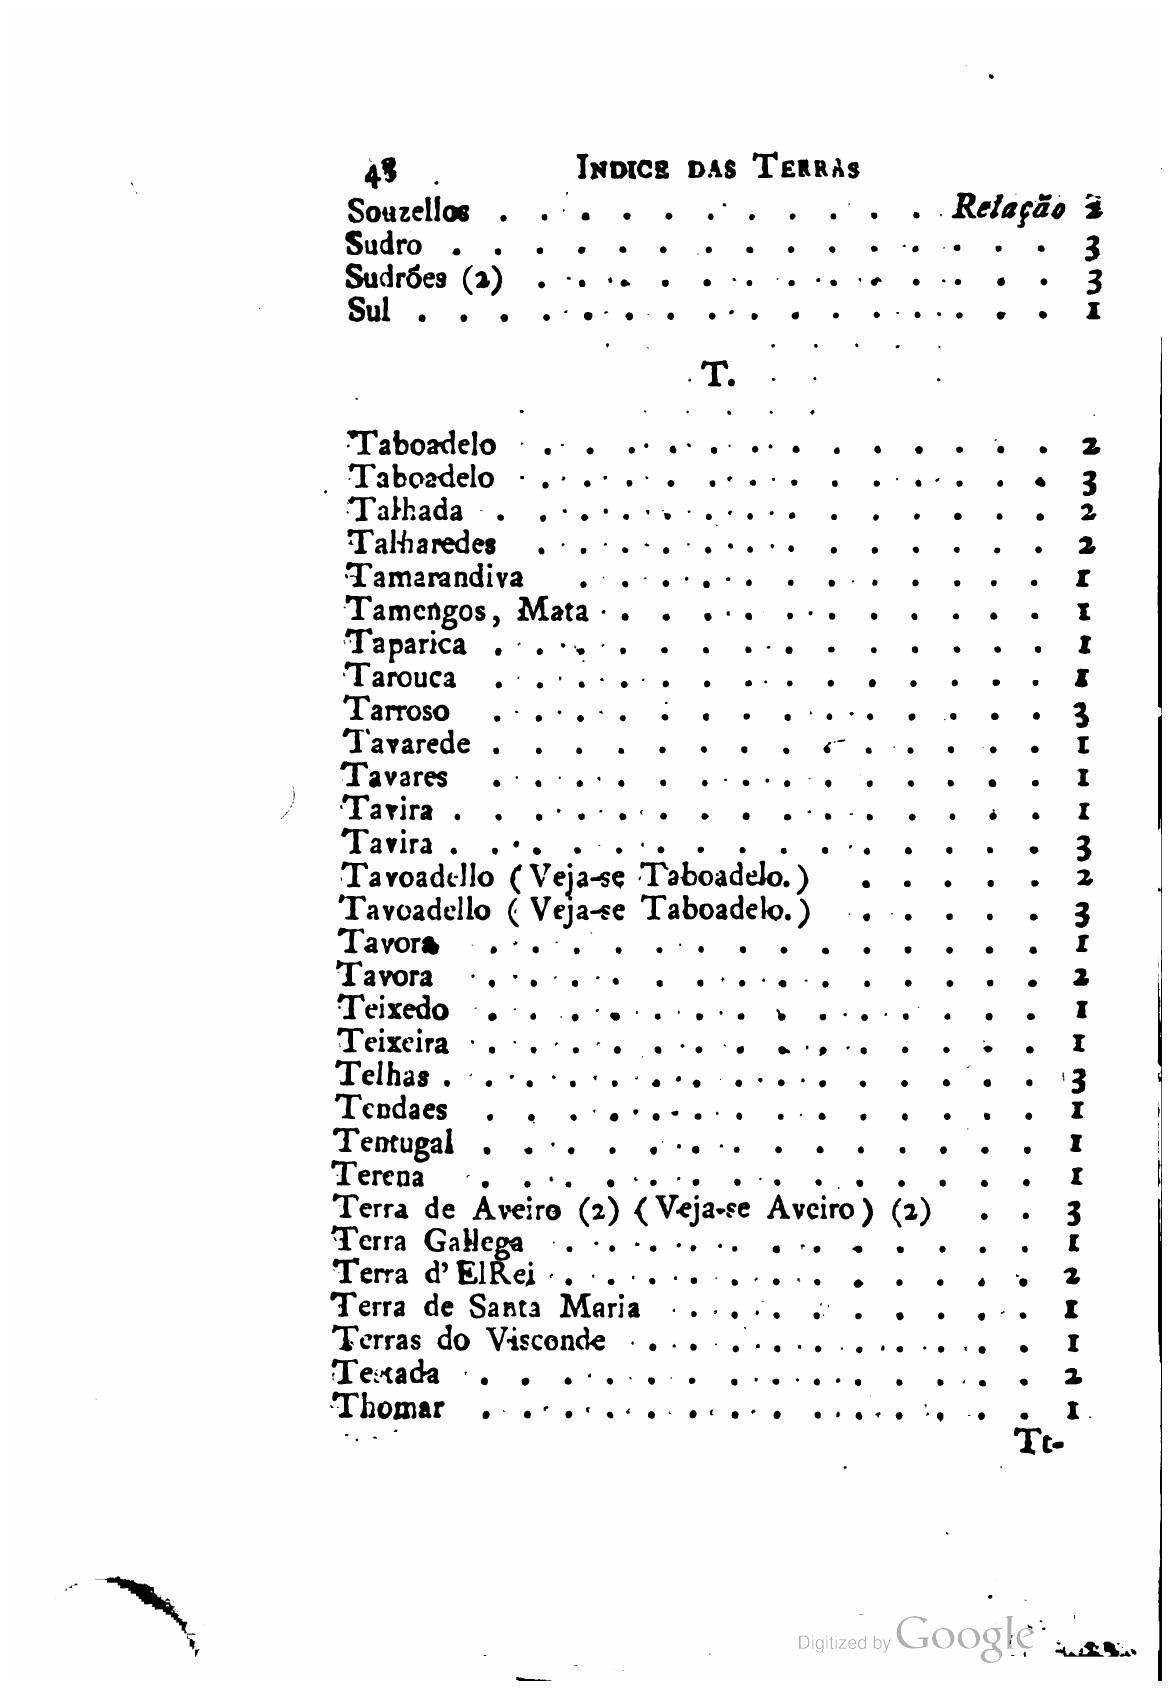 48 INDICE DAS TERRAS
Souzellos . . . . . . . . . . . Relação 2
Sudro . . . . . . . . . . . . . . . 3
Sudrões (2) . . . . . . . . . . . . . 3
Sul . . . . . . . . . . . . . . . . 1
T.
Taboadelo . . . . . . . . . . . . . 2
Taboadelo . . . . . . . . . . . . . 3
Talhada . . . . . . . . . . . . . . 2
Talharedes . . . . . . . . . . . . . 2
Tamarandiva . . . . . . . . . . . . 1
Tamengos, Mata . . . . . . . . . . . 1
Taparica . . . . . . . . . . . . . . 1
Tarouca . . . . . . . . . . . . . . 1
Tarroso . . . . . . . . . . . . . . 3
Tavarede . . . . . . . . . . . . . . 1
Tavares . . . . . . . . . . . . . . 1
Tavira . . . . . . . . . . . . . . . 1
Tavira . . . . . . . . . . . . . . . 3
Tavoadello (Veja-se Taboadelo.) . . . . . 2
Tavoadello (Veja-se Taboadelo.) . . . . . 3
Tavora . . . . . . . . . . . . . . 1
Tavora . . . . . . . . . . . . . . 2
Teixedo . . . . . . . . . . . . . . 1
Teixeira . . . . . . . . . . . . . . 1
Telhas . . . . . . . . . . . . . . . 3
Tendaes . . . . . . . . . . . . . . 1
Tentugal . . . . . . . . . . . . . . 1
Terena . . . . . . . . . . . . . . 1
Terra de Aveiro (2) (Veja-se Aveiro) (2) . . 3
Terra Gallega . . . . . . . . . . . . 1
Terra d'ElRei . . . . . . . . . . . . 2
Terra de Santa Maria . . . . . . . . . 1
Terras do Visconde . . . . . . . . . . 1
Testada . . . . . . . . . . . . . . 2
Thomar . . . . . . . . . . . . . . 1
Digitized by Google